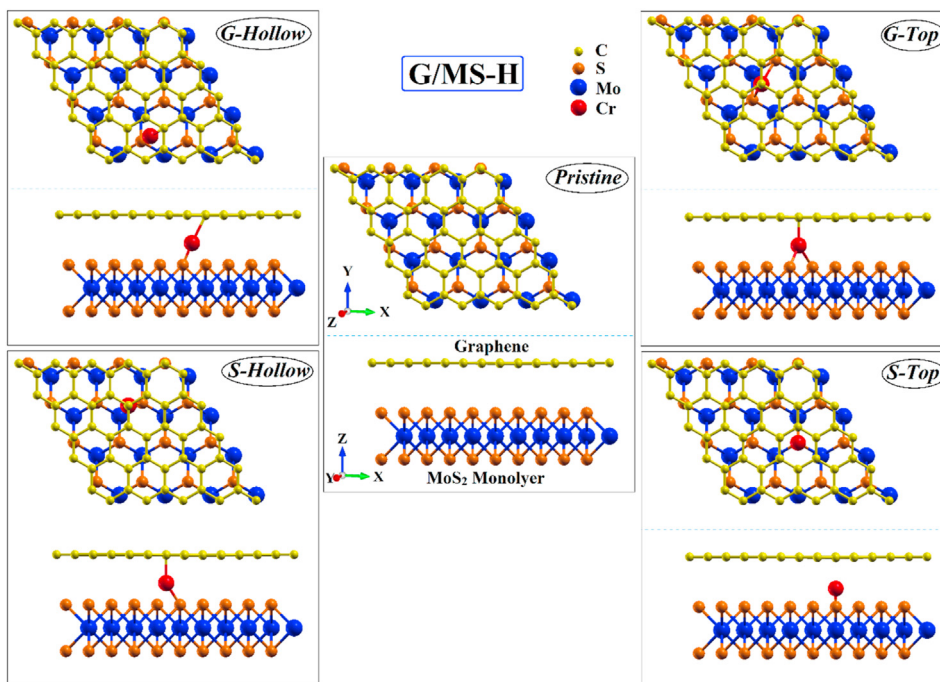 G-Hollow
G/MS-H
C
S
Mo
Cr
G-Top
Pristine
Y
Z
X
Graphene
Z
Y
X
MoS₂ Monolyer
S-Hollow
S-Top